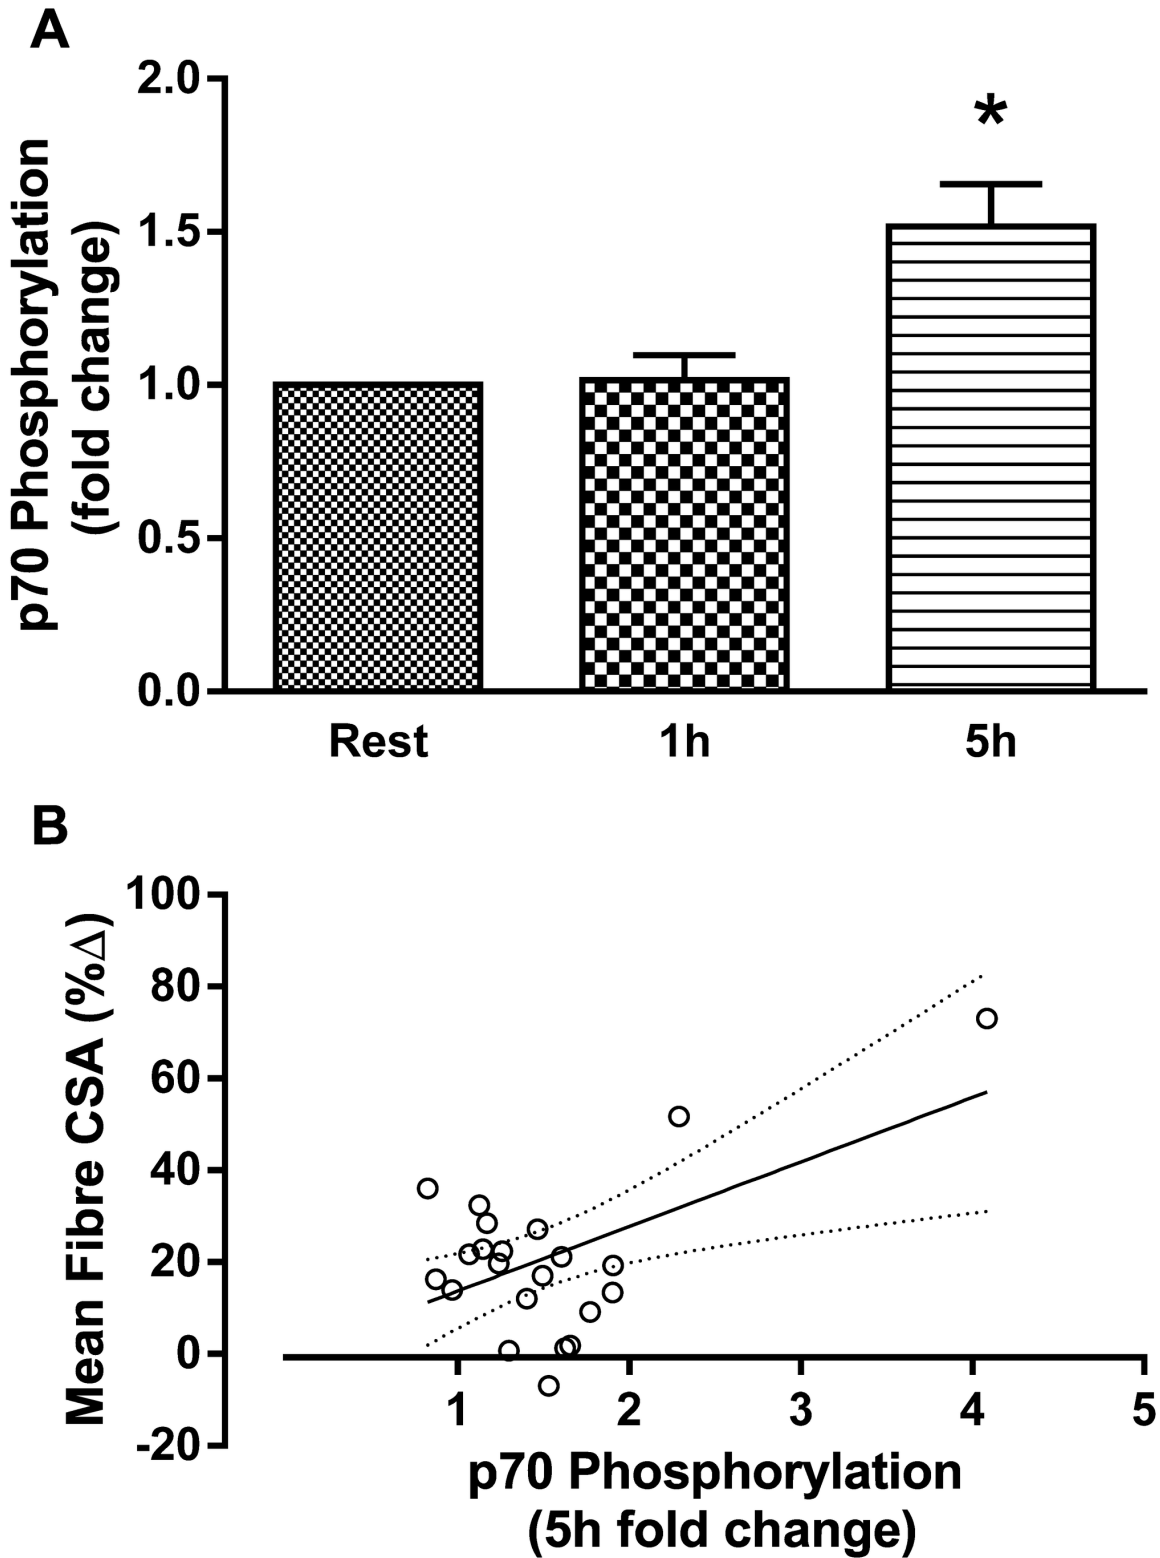 A
p70 Phosphorylation
(fold change)
2.0
1.5
1.0
0.5
0.0
*
Rest 1h 5h
B
Mean Fibre CSA (%Δ)
100
80
60
40
20
0
-20
1 2 3 4 5
p70 Phosphorylation
(5h fold change)